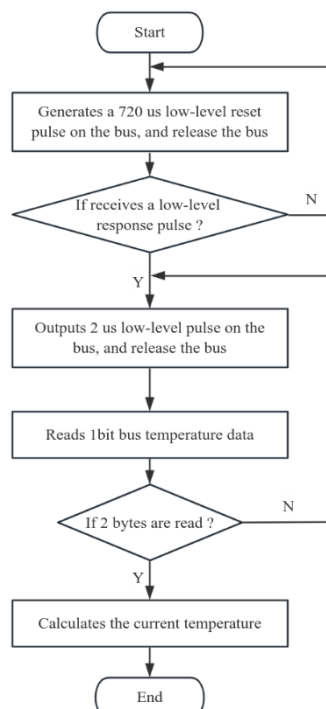 Start
Generates a 720 us low-level reset
pulse on the bus, and release the bus
If receives a low-level
response pulse ?
N
Y
Outputs 2 us low-level pulse on the
bus, and release the bus
Reads 1bit bus temperature data
If 2 bytes are read ?
N
Y
Calculates the current temperature
End